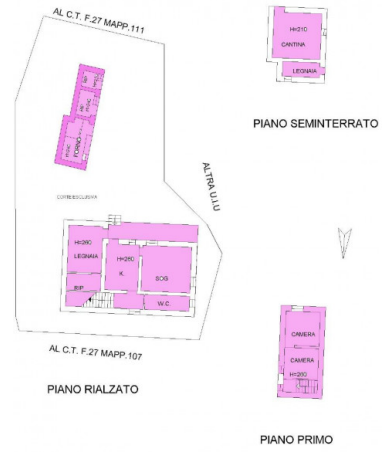 AL C.T. F.27 MAPP.111
H=210
CANTINA
LEGNAIA
PIANO SEMINTERRATO
RIP
FORNO
ALTRA U.I.U
CORTE ESCLUSIVA
H=260
LEGNAIA
H=260
K.
SOG
RIP.
W.C
AL C.T. F.27 MAPP.107
PIANO RIALZATO
CAMERA
CAMERA
H=260
PIANO PRIMO